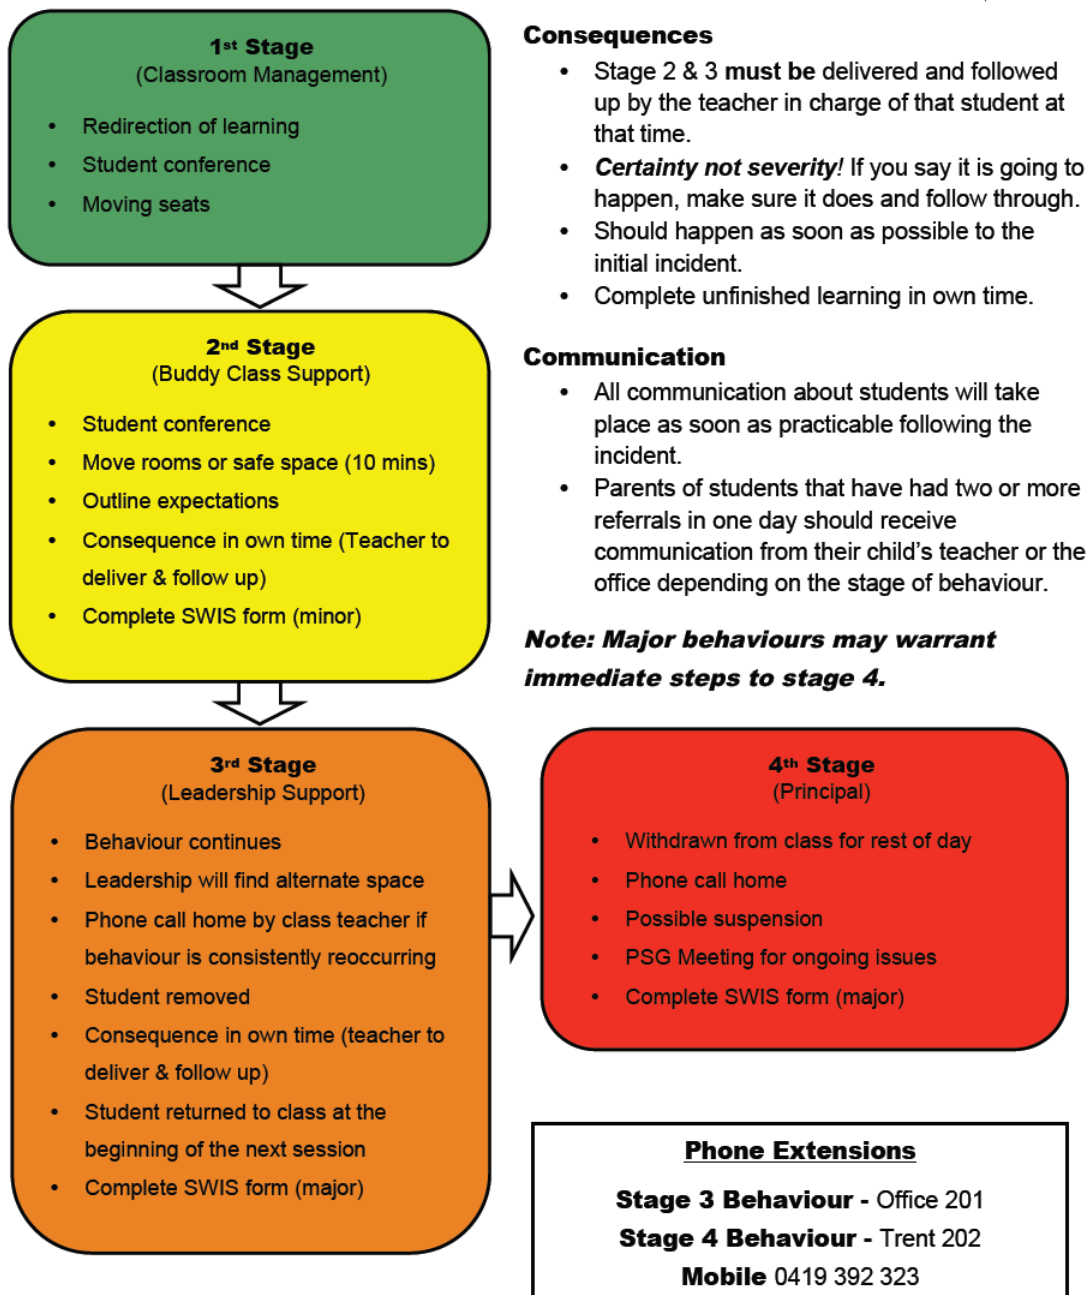 1st Stage
(Classroom Management)
• Redirection of learning
• Student conference
• Moving seats
2nd Stage
(Buddy Class Support)
• Student conference
• Move rooms or safe space (10 mins)
• Outline expectations
• Consequence in own time (Teacher to
deliver & follow up)
• Complete SWIS form (minor)
3rd Stage
(Leadership Support)
• Behaviour continues
• Leadership will find alternate space
• Phone call home by class teacher if
behaviour is consistently reoccurring
• Student removed
• Consequence in own time (teacher to
deliver & follow up)
• Student returned to class at the
beginning of the next session
• Complete SWIS form (major)
Consequences
• Stage 2 & 3 must be delivered and followed
up by the teacher in charge of that student at
that time.
• Certainty not severity! If you say it is going to
happen, make sure it does and follow through.
• Should happen as soon as possible to the
initial incident.
• Complete unfinished learning in own time.
Communication
• All communication about students will take
place as soon as practicable following the
incident.
• Parents of students that have had two or more
referrals in one day should receive
communication from their child's teacher or the
office depending on the stage of behaviour.
Note: Major behaviours may warrant
immediate steps to stage 4.
4th Stage
(Principal)
• Withdrawn from class for rest of day
• Phone call home
• Possible suspension
• PSG Meeting for ongoing issues
• Complete SWIS form (major)
Phone Extensions
Stage 3 Behaviour - Office 201
Stage 4 Behaviour - Trent 202
Mobile 0419 392 323